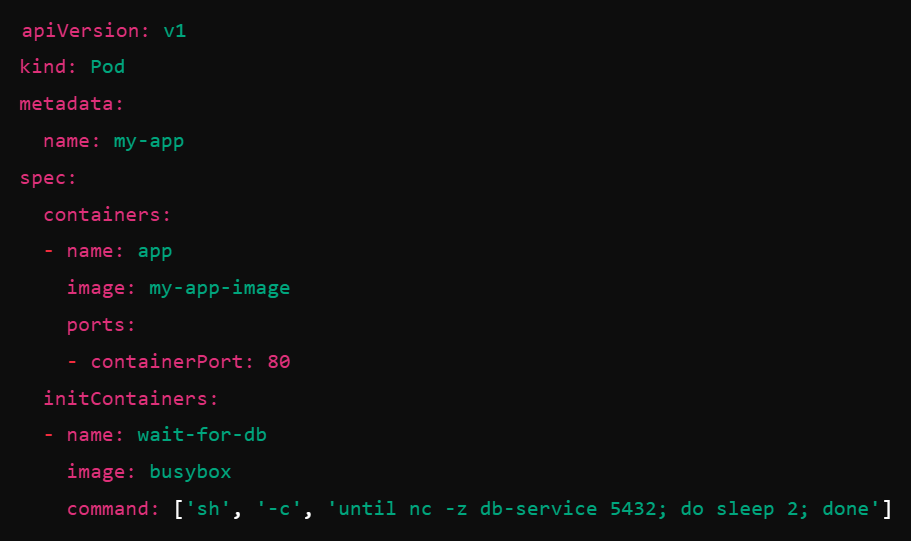 apiVersion: v1
kind: Pod
metadata:
  name: my-app
spec:
  containers:
  - name: app
    image: my-app-image
    ports:
    - containerPort: 80
  initContainers:
  - name: wait-for-db
    image: busybox
    command: ['sh', '-c', 'until nc -z db-service 5432; do sleep 2; done']